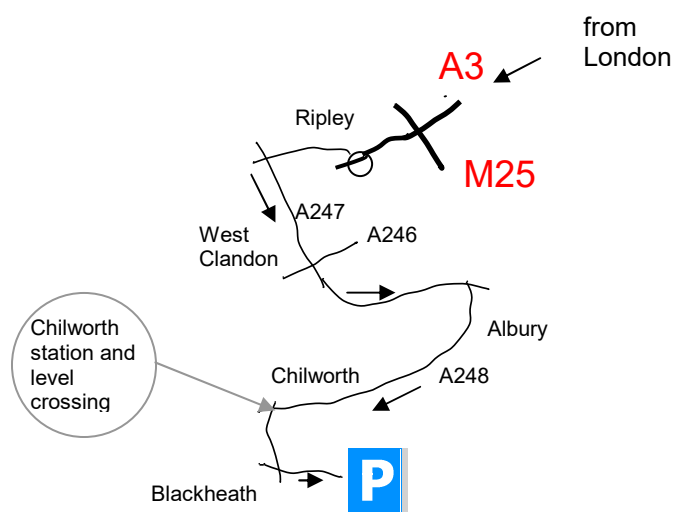 from
London
A3
Ripley
M25
A247
West
Clandon
A246
Chilworth
station and
level
crossing
Albury
Chilworth
A248
Blackheath
P